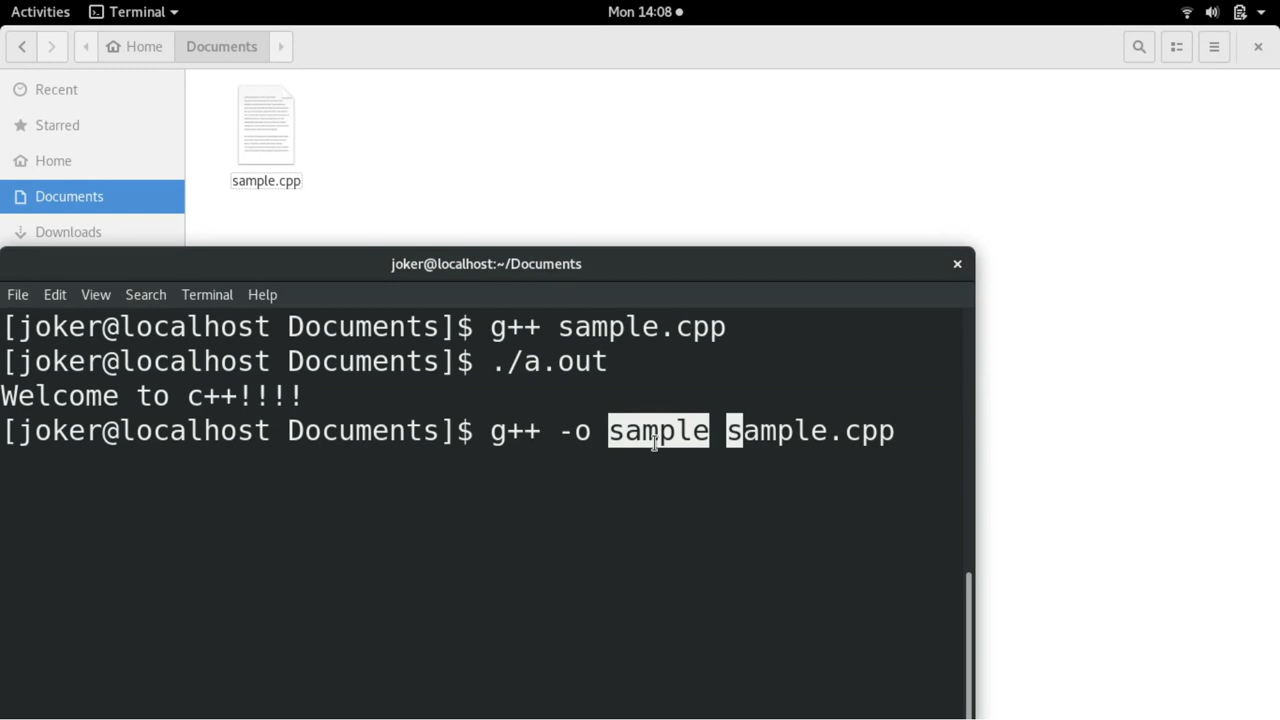 Activities Terminal Mon 14:08
Home Documents
Recent
Starred
Home
Documents
Downloads
sample.cpp
joker@localhost:~/Documents
File Edit View Search Terminal Help
[joker@localhost Documents]$ g++ sample.cpp
[joker@localhost Documents]$ ./a.out
Welcome to c++!!!!
[joker@localhost Documents]$ g++ -o sample sample.cpp